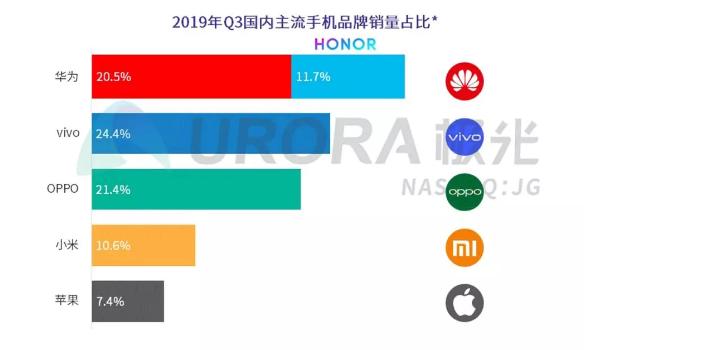 2019年Q3国内主流手机品牌销量占比*
HONOR
华为 20.5% 11.7%
vivo 24.4% vivo
OPPO 21.4% oppo
小米 10.6% mi
苹果 7.4%
URORA 极光
NASDAQ:JG